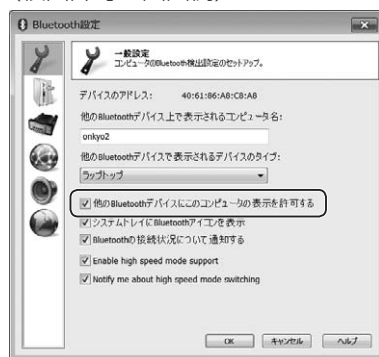 Bluetooth設定
一般設定
コンピュータのBluetooth検出設定のセットアップ。
デバイスのアドレス: 40:61:86:A8:C8:A8
他のBluetoothデバイス上で表示されるコンピュータ名:
onkyo2
他のBluetoothデバイスで表示されるデバイスのタイプ:
ラップトップ
他のBluetoothデバイスにこのコンピュータの表示を許可する
システムトレイにBluetoothアイコンを表示
Bluetoothの接続状況について通知する
Enable high speed mode support
Notify me about high speed mode switching
OK キャンセル ヘルプ